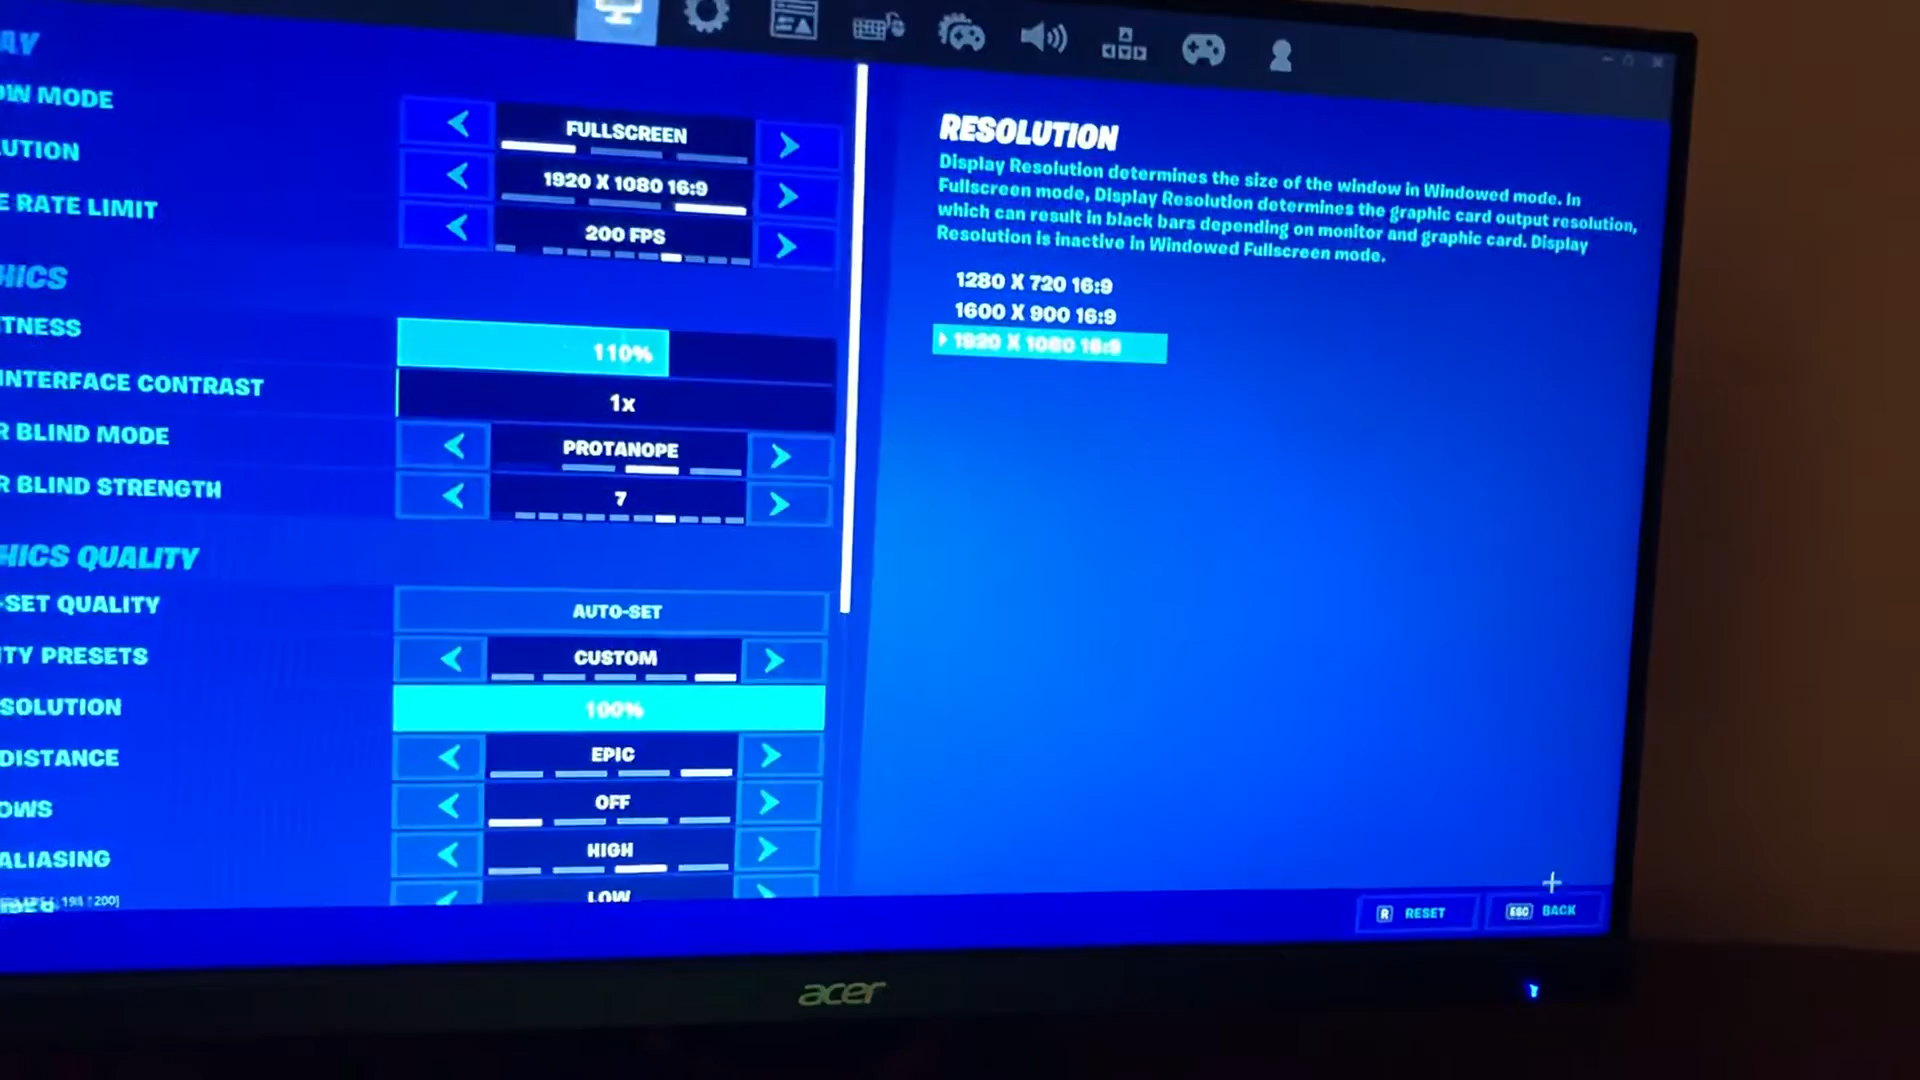 AY
OW MODE
FULLSCREEN
UTION
1920 X 1080 16:9
E RATE LIMIT
200 FPS
HICS
TNESS
110%
INTERFACE CONTRAST
1x
R BLIND MODE
PROTANOPE
R BLIND STRENGTH
7
HICS QUALITY
-SET QUALITY
AUTO-SET
TY PRESETS
CUSTOM
SOLUTION
100%
DISTANCE
EPIC
OWS
OFF
ALIASING
HIGH
LOW
RESOLUTION
Display Resolution determines the size of the window in Windowed mode. In
Fullscreen mode, Display Resolution determines the graphic card output resolution,
which can result in black bars depending on monitor and graphic card. Display
Resolution is inactive in Windowed Fullscreen mode.
1280 X 720 16:9
1600 X 900 16:9
1920 X 1080 16:9
R RESET
ESC BACK
acer